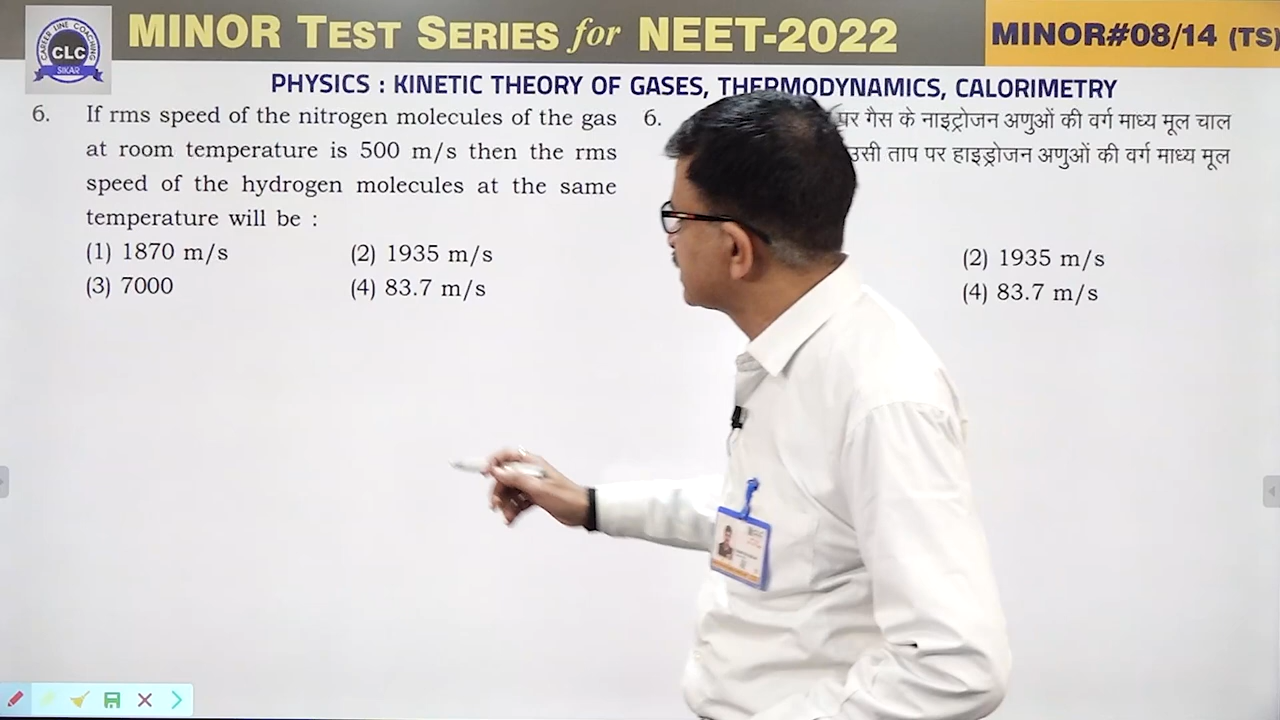 CAREER LINE COACHING
CLC
SIKAR
MINOR TEST SERIES for NEET-2022
MINOR#08/14 (TS)
PHYSICS : KINETIC THEORY OF GASES, THERMODYNAMICS, CALORIMETRY
6. If rms speed of the nitrogen molecules of the gas
at room temperature is 500 m/s then the rms
speed of the hydrogen molecules at the same
temperature will be :
(1) 1870 m/s (2) 1935 m/s
(3) 7000 (4) 83.7 m/s
6. पर गैस के नाइट्रोजन अणुओं की वर्ग माध्य मूल चाल
उसी ताप पर हाइड्रोजन अणुओं की वर्ग माध्य मूल
(2) 1935 m/s
(4) 83.7 m/s